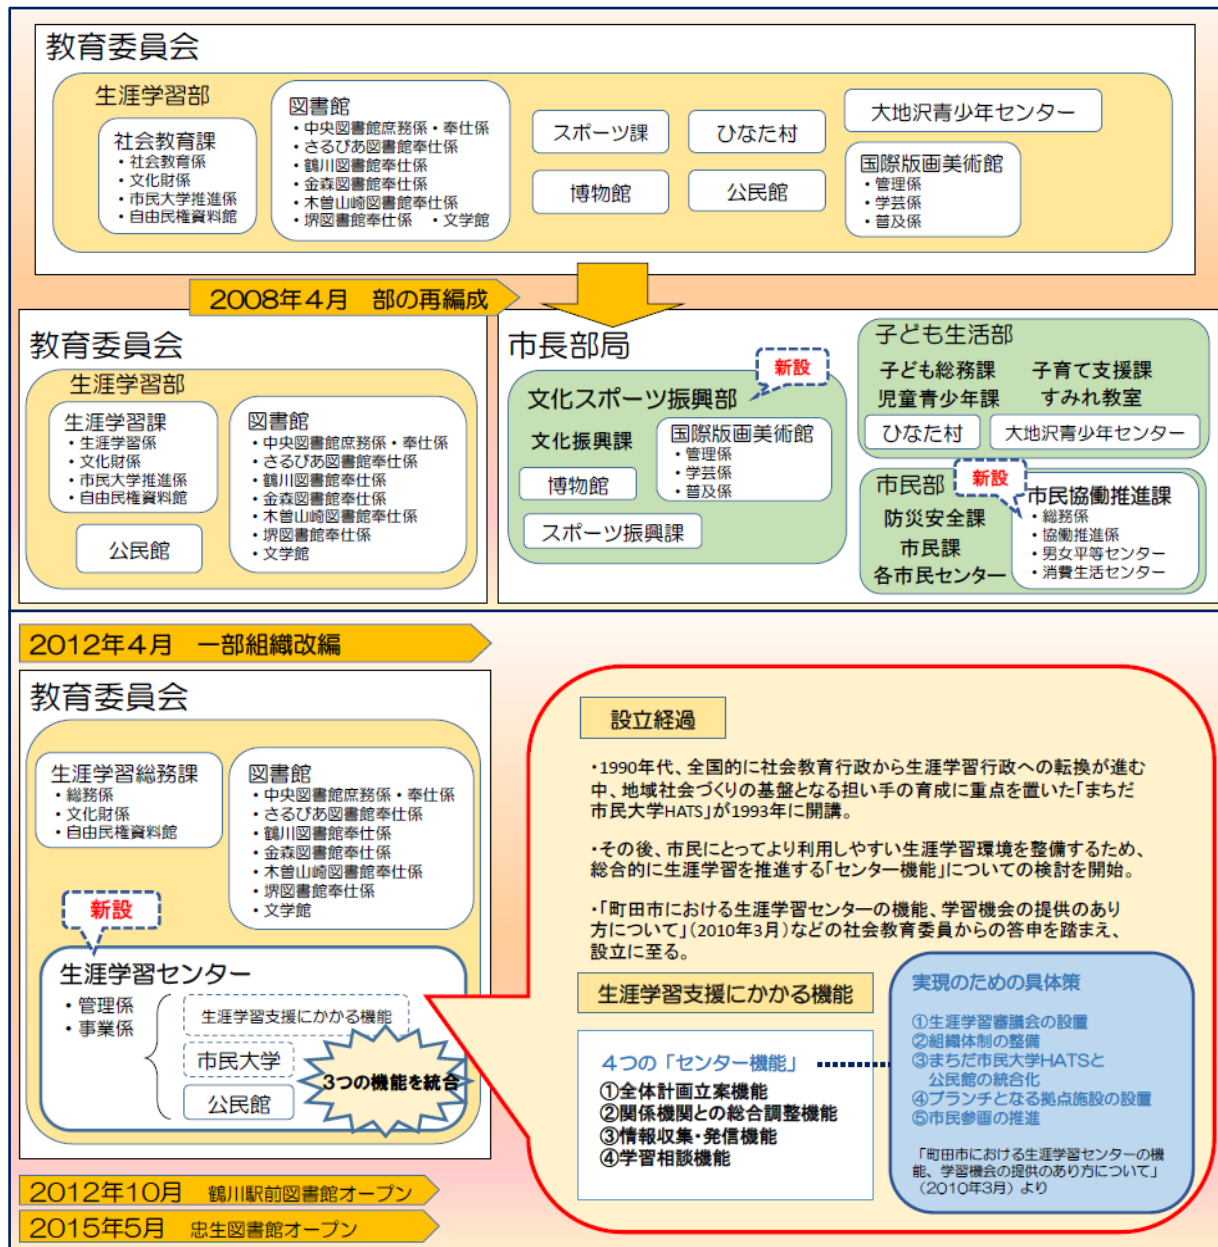 教育委員会
生涯学習部
社会教育課
・社会教育係
・文化財係
・市民大学推進係
・自由民権資料館
図書館
・中央図書館庶務係・奉仕係
・さるびあ図書館奉仕係
・鶴川図書館奉仕係
・金森図書館奉仕係
・木曽山崎図書館奉仕係
・堺図書館奉仕係　・文学館
スポーツ課
ひなた村
博物館
公民館
大地沢青少年センター
国際版画美術館
・管理係
・学芸係
・普及係
2008年4月　部の再編成
教育委員会
生涯学習部
生涯学習課
・生涯学習係
・文化財係
・市民大学推進係
・自由民権資料館
公民館
図書館
・中央図書館庶務係・奉仕係
・さるびあ図書館奉仕係
・鶴川図書館奉仕係
・金森図書館奉仕係
・木曽山崎図書館奉仕係
・堺図書館奉仕係
・文学館
市長部局
新設
文化スポーツ振興部
文化振興課
博物館
スポーツ振興課
国際版画美術館
・管理係
・学芸係
・普及係
子ども生活部
子ども総務課　子育て支援課
児童青少年課　すみれ教室
ひなた村
大地沢青少年センター
市民部
新設
防災安全課
市民課
各市民センター
市民協働推進課
・総務係
・協働推進係
・男女平等センター
・消費生活センター
2012年4月　一部組織改編
教育委員会
生涯学習総務課
・総務係
・文化財係
・自由民権資料館
図書館
・中央図書館庶務係・奉仕係
・さるびあ図書館奉仕係
・鶴川図書館奉仕係
・金森図書館奉仕係
・木曽山崎図書館奉仕係
・堺図書館奉仕係
・文学館
新設
生涯学習センター
・管理係
・事業係
生涯学習支援にかかる機能
市民大学
公民館
3つの機能を統合
2012年10月　鶴川駅前図書館オープン
2015年5月　忠生図書館オープン
設立経過
・1990年代、全国的に社会教育行政から生涯学習行政への転換が進む
中、地域社会づくりの基盤となる担い手の育成に重点を置いた「まちだ
市民大学HATS」が1993年に開講。
・その後、市民にとってより利用しやすい生涯学習環境を整備するため、
総合的に生涯学習を推進する「センター機能」についての検討を開始。
・「町田市における生涯学習センターの機能、学習機会の提供のあり
方について」（2010年3月）などの社会教育委員からの答申を踏まえ、
設立に至る。
生涯学習支援にかかる機能
4つの「センター機能」
①全体計画立案機能
②関係機関との総合調整機能
③情報収集・発信機能
④学習相談機能
実現のための具体策
①生涯学習審議会の設置
②組織体制の整備
③まちだ市民大学HATSと
公民館の統合化
④ブランチとなる拠点施設の設置
⑤市民参画の推進
「町田市における生涯学習センターの機
能、学習機会の提供のあり方について」
（2010年3月）より